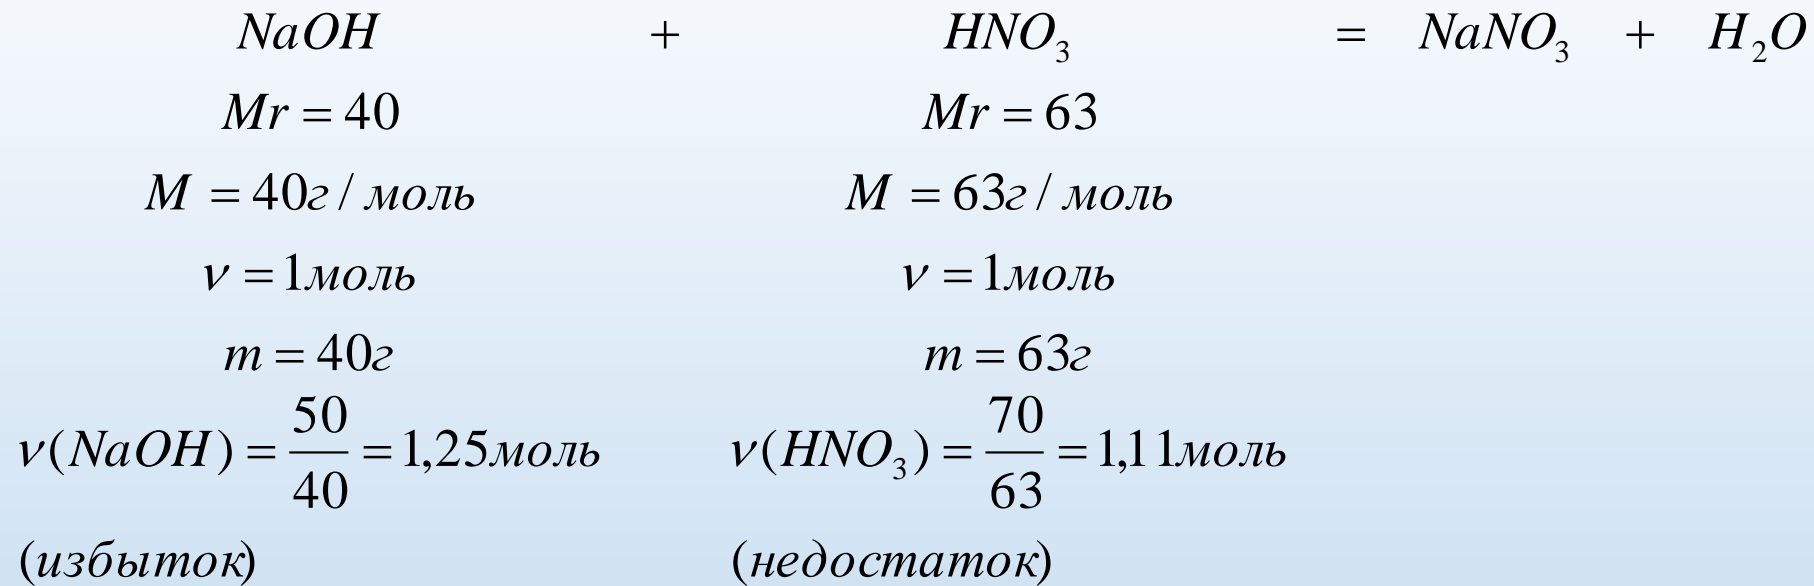 NaOH + HNO₃ = NaNO₃ + H₂O
Mr = 40 Mr = 63
M = 40г / моль M = 63г / моль
ν = 1моль ν = 1моль
m = 40г m = 63г
ν(NaOH) = 50/40 = 1,25моль ν(HNO₃) = 70/63 = 1,11моль
(избыток) (недостаток)